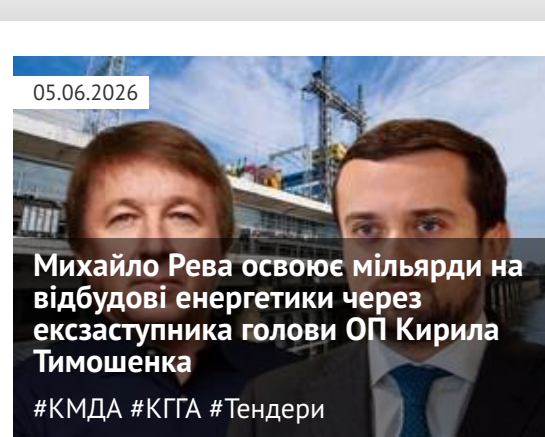 05.06.2026
Михайло Рева освоює мільярди на
відбудові енергетики через
ексзаступника голови ОП Кирила
Тимошенка
#КМДА #КГГА #Тендери